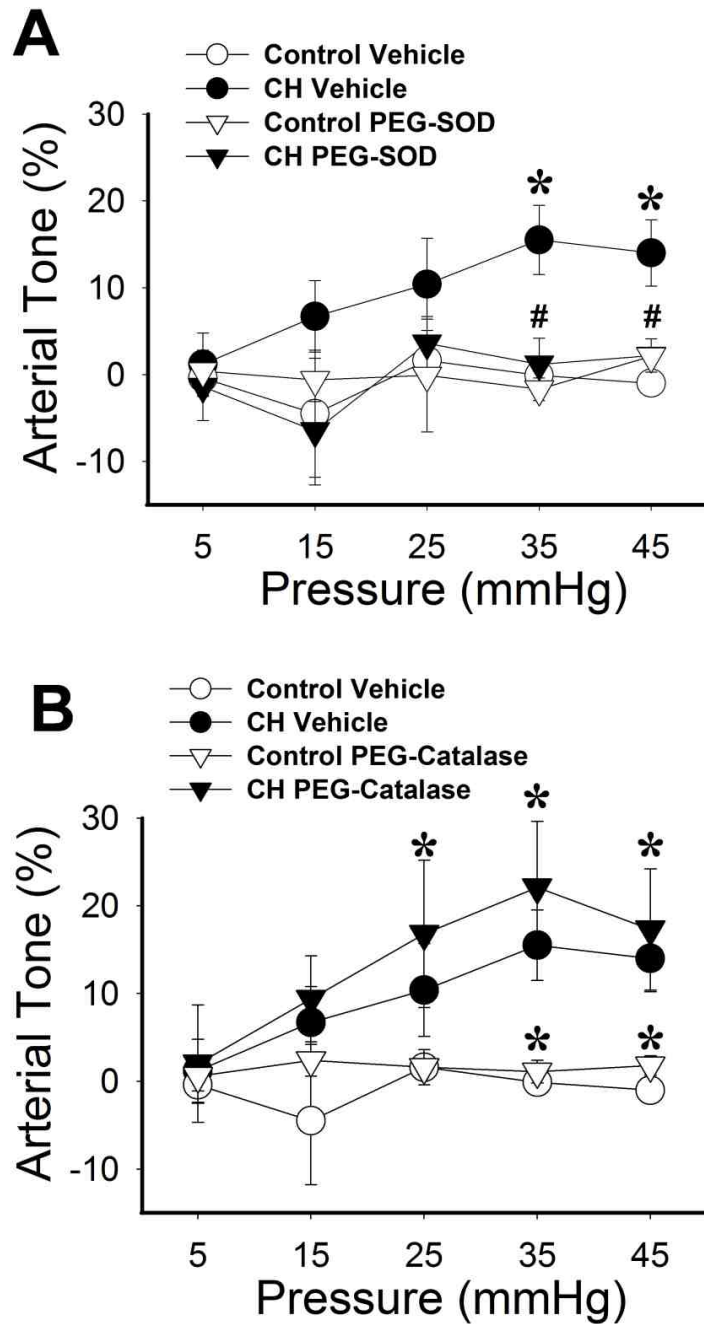 A
Control Vehicle
CH Vehicle
Control PEG-SOD
CH PEG-SOD
Arterial Tone (%)
30
20
10
0
-10
* *
# #
5 15 25 35 45
Pressure (mmHg)
B
Control Vehicle
CH Vehicle
Control PEG-Catalase
CH PEG-Catalase
Arterial Tone (%)
30
20
10
0
-10
* * *
* *
5 15 25 35 45
Pressure (mmHg)